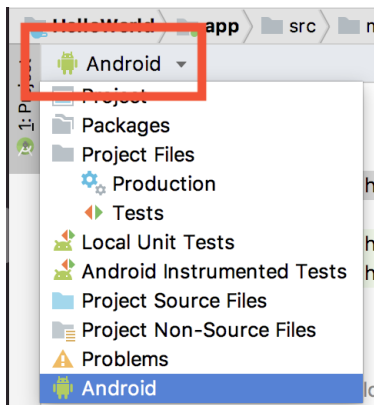 HelloWorld app src m
Android
1: Project
Project
Packages
Project Files
Production
Tests
Local Unit Tests
Android Instrumented Tests
Project Source Files
Project Non-Source Files
Problems
Android